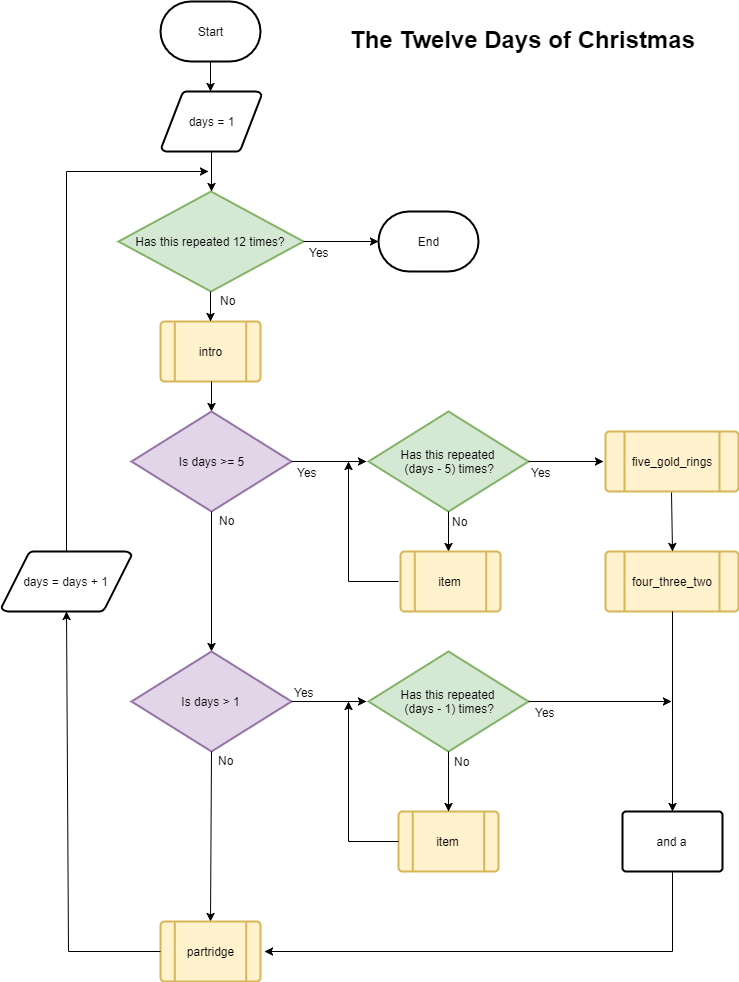 Start
The Twelve Days of Christmas
days = 1
Has this repeated 12 times?
Yes
End
No
intro
Is days >= 5
Yes
Has this repeated
(days - 5) times?
Yes
five_gold_rings
No
No
days = days + 1
item
four_three_two
Is days > 1
Yes
Has this repeated
(days - 1) times?
Yes
No
No
item
and a
partridge